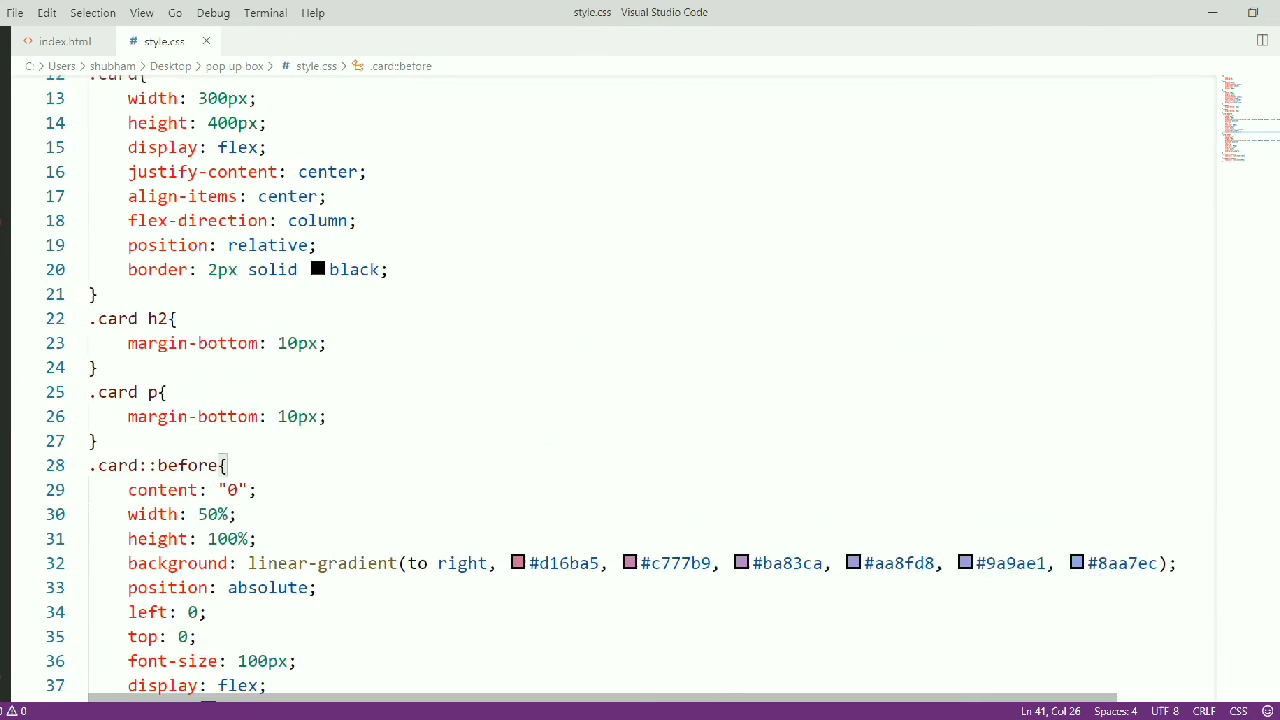 File Edit Selection View Go Debug Terminal Help style.css - Visual Studio Code
index.html # style.css ×
C: > Users > shubham > Desktop > pop up box > # style.css > .card::before
12 .card{
13 width: 300px;
14 height: 400px;
15 display: flex;
16 justify-content: center;
17 align-items: center;
18 flex-direction: column;
19 position: relative;
20 border: 2px solid black;
21 }
22 .card h2{
23 margin-bottom: 10px;
24 }
25 .card p{
26 margin-bottom: 10px;
27 }
28 .card::before{
29 content: "0";
30 width: 50%;
31 height: 100%;
32 background: linear-gradient(to right, #d16ba5, #c777b9, #ba83ca, #aa8fd8, #9a9ae1, #8aa7ec);
33 position: absolute;
34 left: 0;
35 top: 0;
36 font-size: 100px;
37 display: flex;
0 Ln 41, Col 26 Spaces: 4 UTF 8 CRLF CSS